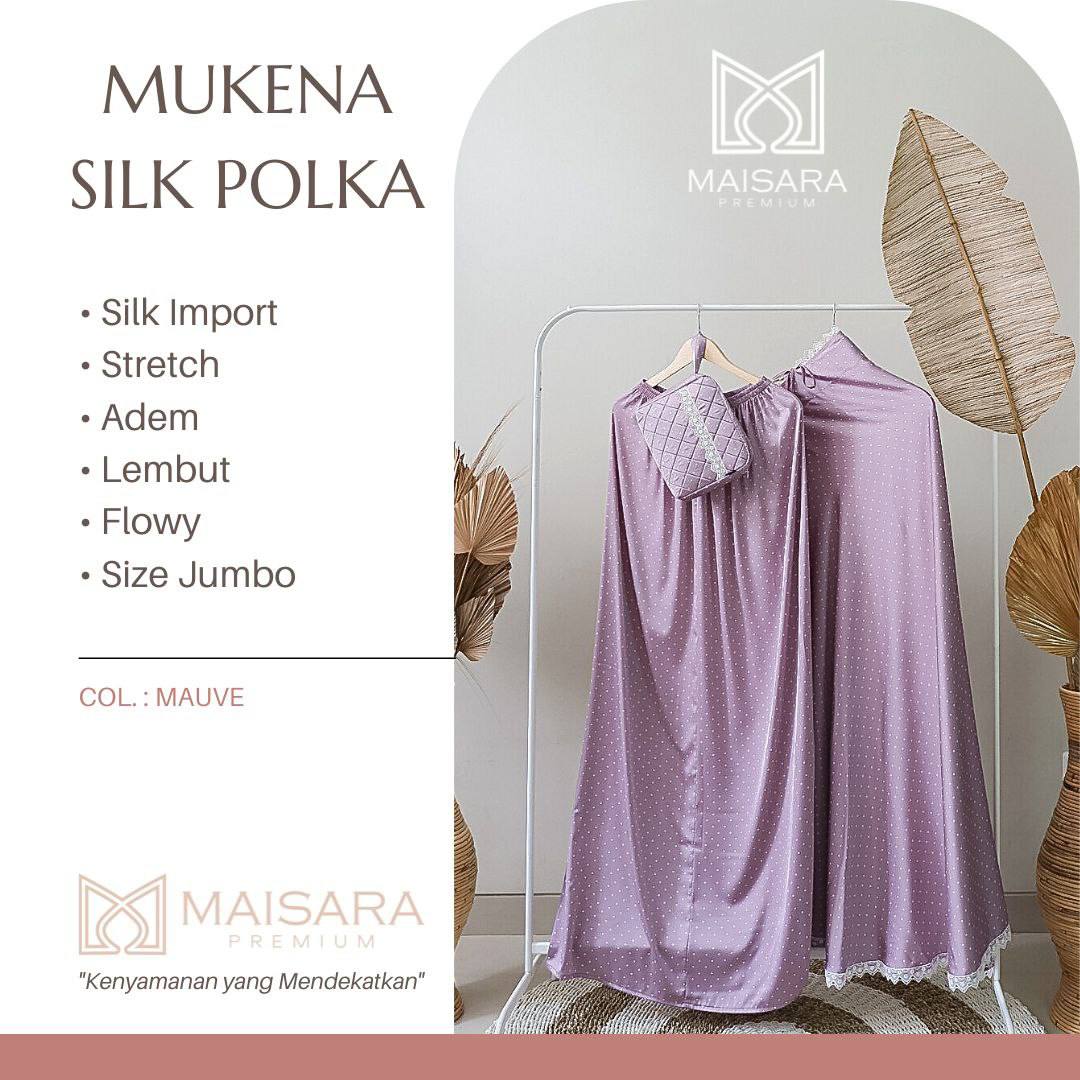 MUKENA
SILK POLKA
• Silk Import
• Stretch
• Adem
• Lembut
• Flowy
• Size Jumbo
COL. : MAUVE
MAISARA
PREMIUM
"Kenyamanan yang Mendekatkan"
MAISARA
PREMIUM